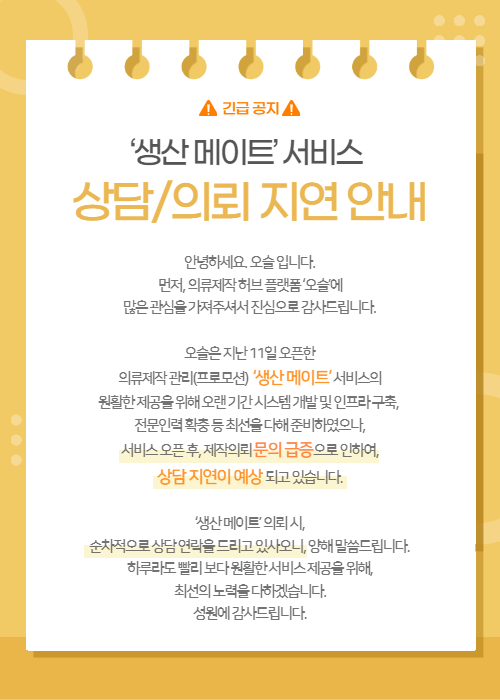 긴급 공지
‘생산 메이트’ 서비스
상담/의뢰 지연 안내
안녕하세요. 오슬 입니다.
먼저, 의류제작 허브 플랫폼 ‘오슬’에
많은 관심을 가져주셔서 진심으로 감사드립니다.
오슬은 지난 11일 오픈한
의류제작 관리(프로모션) ‘생산 메이트’ 서비스의
원활한 제공을 위해 오랜 기간 시스템 개발 및 인프라 구축,
전문인력 확충 등 최선을 다해 준비하였으나,
서비스 오픈 후, 제작의뢰 문의 급증으로 인하여,
상담 지연이 예상 되고 있습니다.
‘생산 메이트’ 의뢰 시,
순차적으로 상담 연락을 드리고 있사오니, 양해 말씀드립니다.
하루라도 빨리 보다 원활한 서비스 제공을 위해,
최선의 노력을 다하겠습니다.
성원에 감사드립니다.